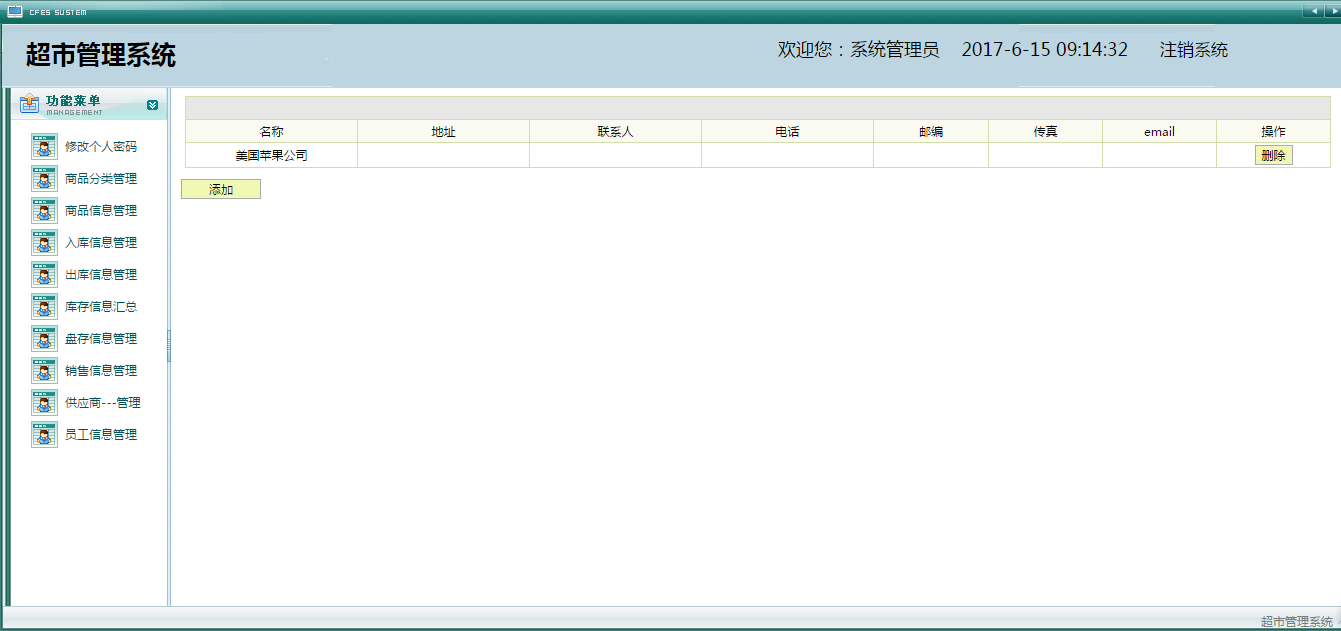 CFES SUSTEM
超市管理系统
欢迎您：系统管理员 2017-6-15 09:14:32 注销系统
功能菜单
MANAGEMENT
修改个人密码
商品分类管理
商品信息管理
入库信息管理
出库信息管理
库存信息汇总
盘存信息管理
销售信息管理
供应商---管理
员工信息管理
名称 地址 联系人 电话 邮编 传真 email 操作
美国苹果公司 删除
添加
超市管理系统